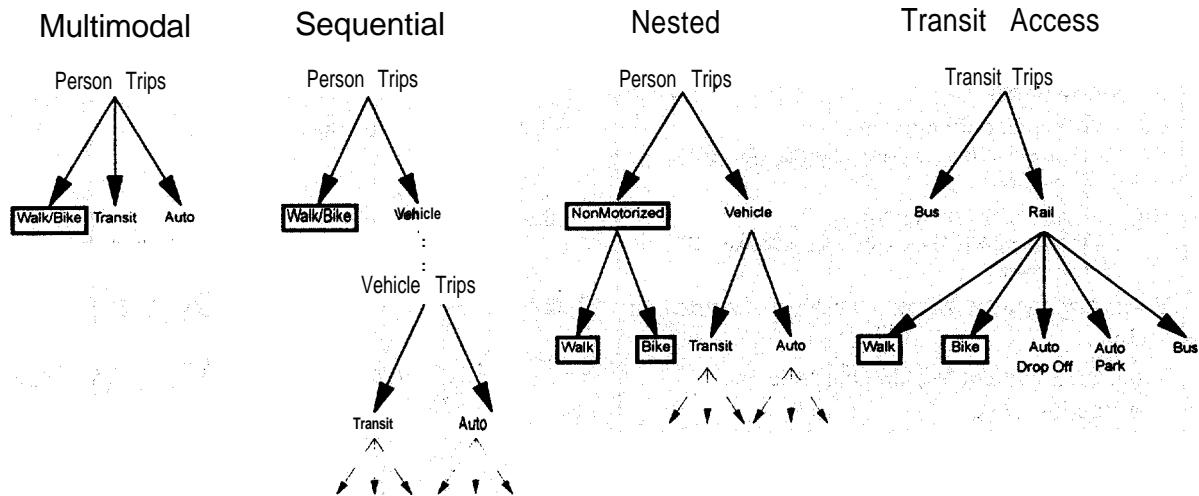 Multimodal Sequential Nested Transit Access
Person Trips Person Trips Person Trips Transit Trips
Walk/Bike Transit Auto Walk/Bike Vehicle NonMotorized Vehicle Bus Rail
Vehicle Trips
Walk Bike Transit Auto Walk Bike Auto Drop Off Auto Park Bus
Transit Auto